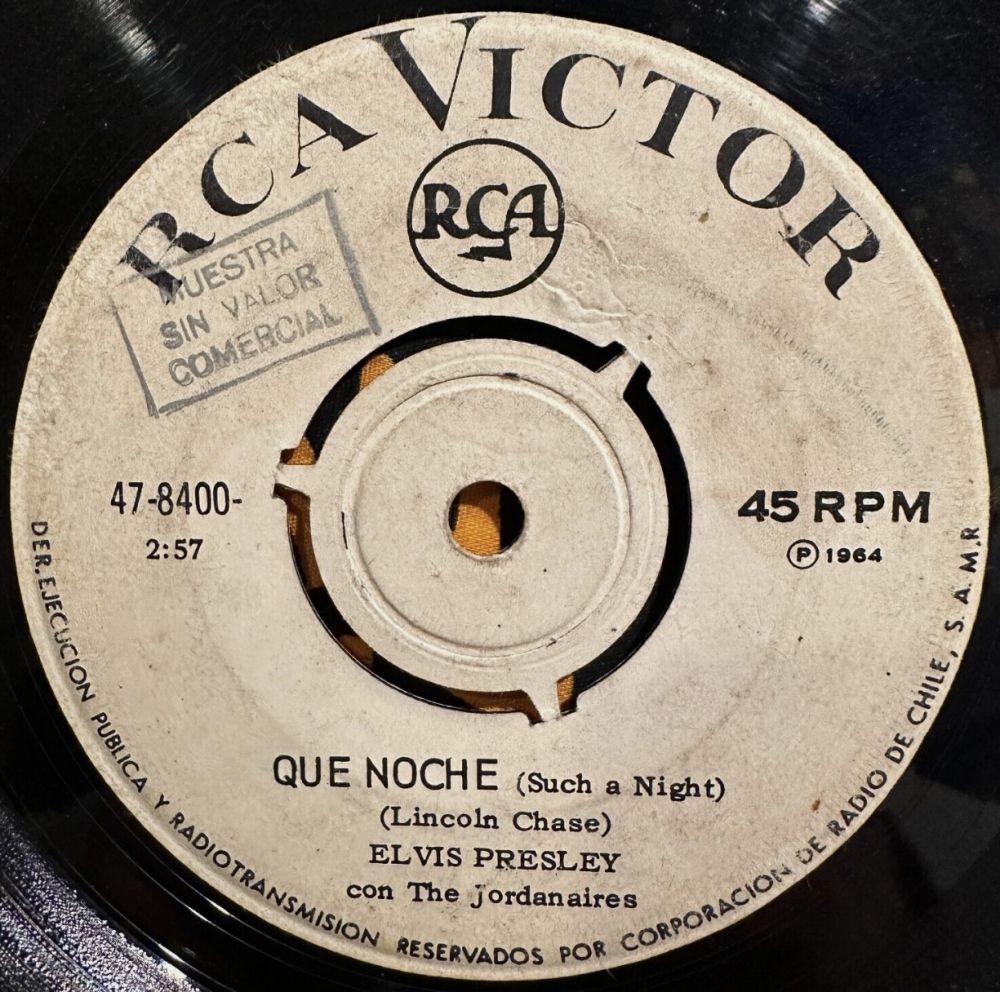 RCA VICTOR
RCA
MUESTRA
SIN VALOR
COMERCIAL
47-8400-
2:57
45 RPM
Ⓟ 1964
QUE NOCHE (Such a Night)
(Lincoln Chase)
ELVIS PRESLEY
con The Jordanaires
DER. EJECUCION PUBLICA Y RADIOTRANSMISION RESERVADOS POR CORPORACION DE RADIO DE CHILE, S. A. M.R